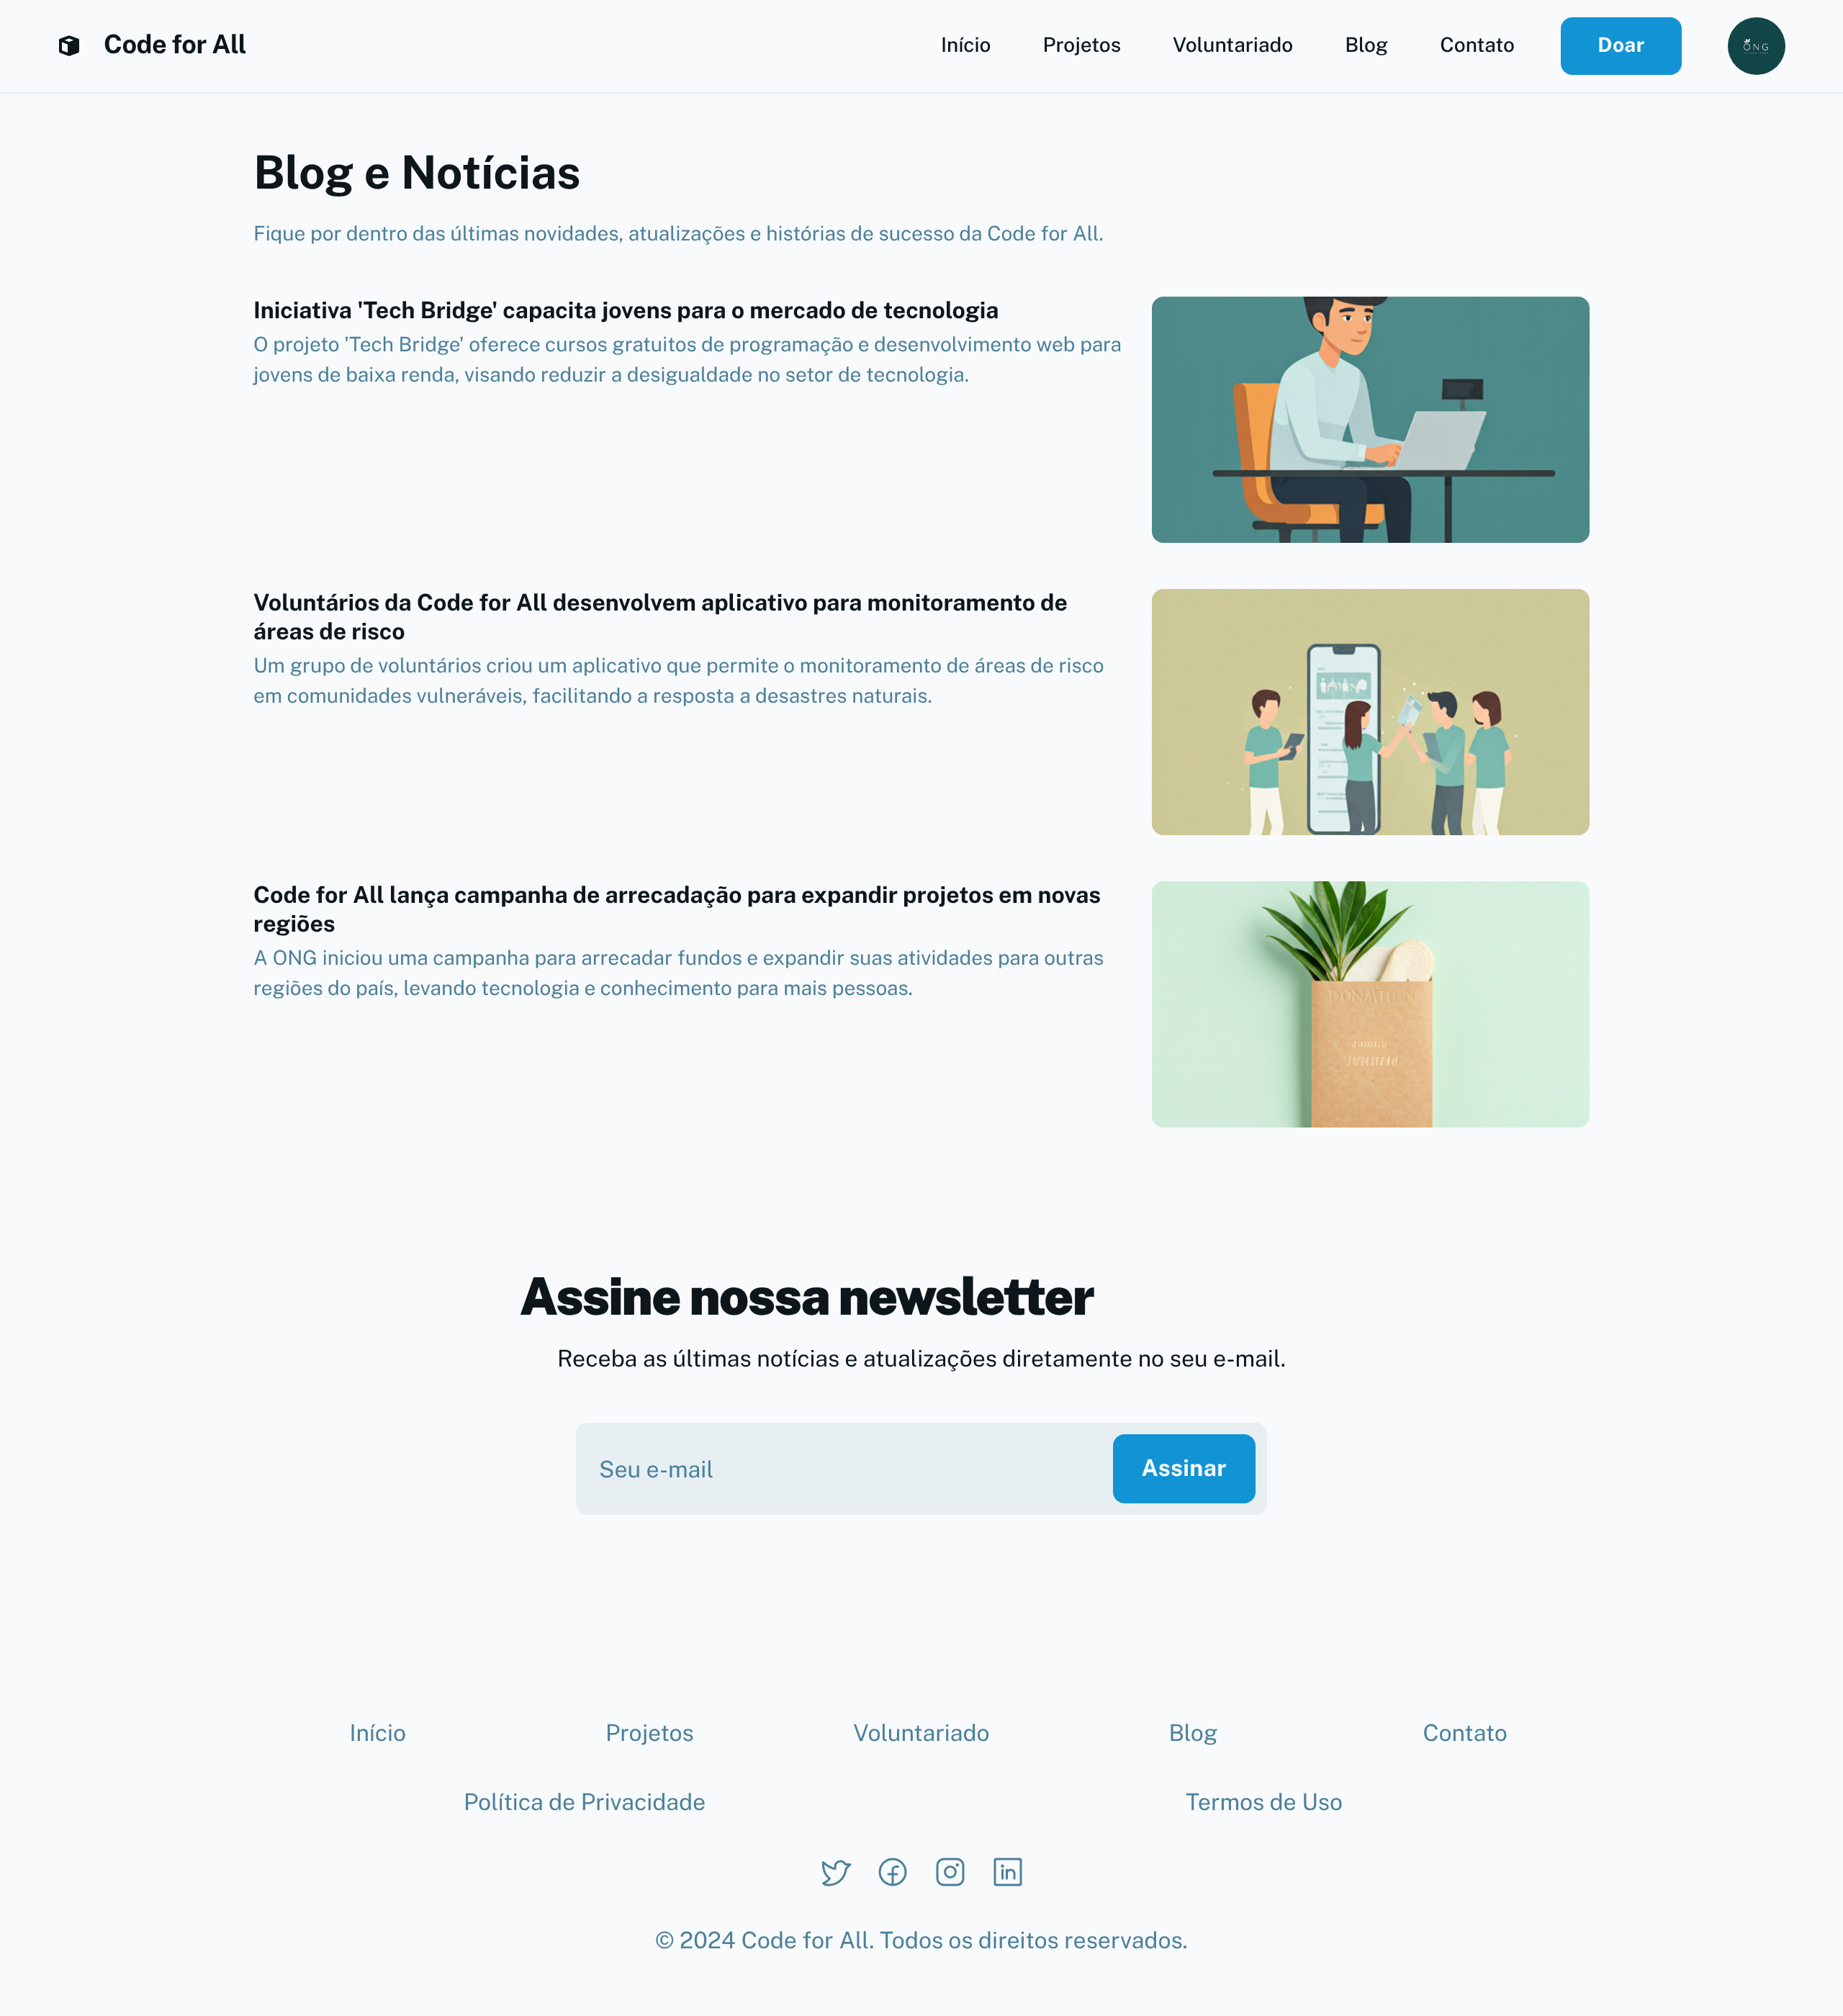 Code for All
Início
Projetos
Voluntariado
Blog
Contato
Doar
ONG
Blog e Notícias
Fique por dentro das últimas novidades, atualizações e histórias de sucesso da Code for All.
Iniciativa 'Tech Bridge' capacita jovens para o mercado de tecnologia
O projeto 'Tech Bridge' oferece cursos gratuitos de programação e desenvolvimento web para
jovens de baixa renda, visando reduzir a desigualdade no setor de tecnologia.
Voluntários da Code for All desenvolvem aplicativo para monitoramento de
áreas de risco
Um grupo de voluntários criou um aplicativo que permite o monitoramento de áreas de risco
em comunidades vulneráveis, facilitando a resposta a desastres naturais.
Code for All lança campanha de arrecadação para expandir projetos em novas
regiões
A ONG iniciou uma campanha para arrecadar fundos e expandir suas atividades para outras
regiões do país, levando tecnologia e conhecimento para mais pessoas.
DONATION
Assine nossa newsletter
Receba as últimas notícias e atualizações diretamente no seu e-mail.
Seu e-mail
Assinar
Início
Projetos
Voluntariado
Blog
Contato
Política de Privacidade
Termos de Uso
© 2024 Code for All. Todos os direitos reservados.